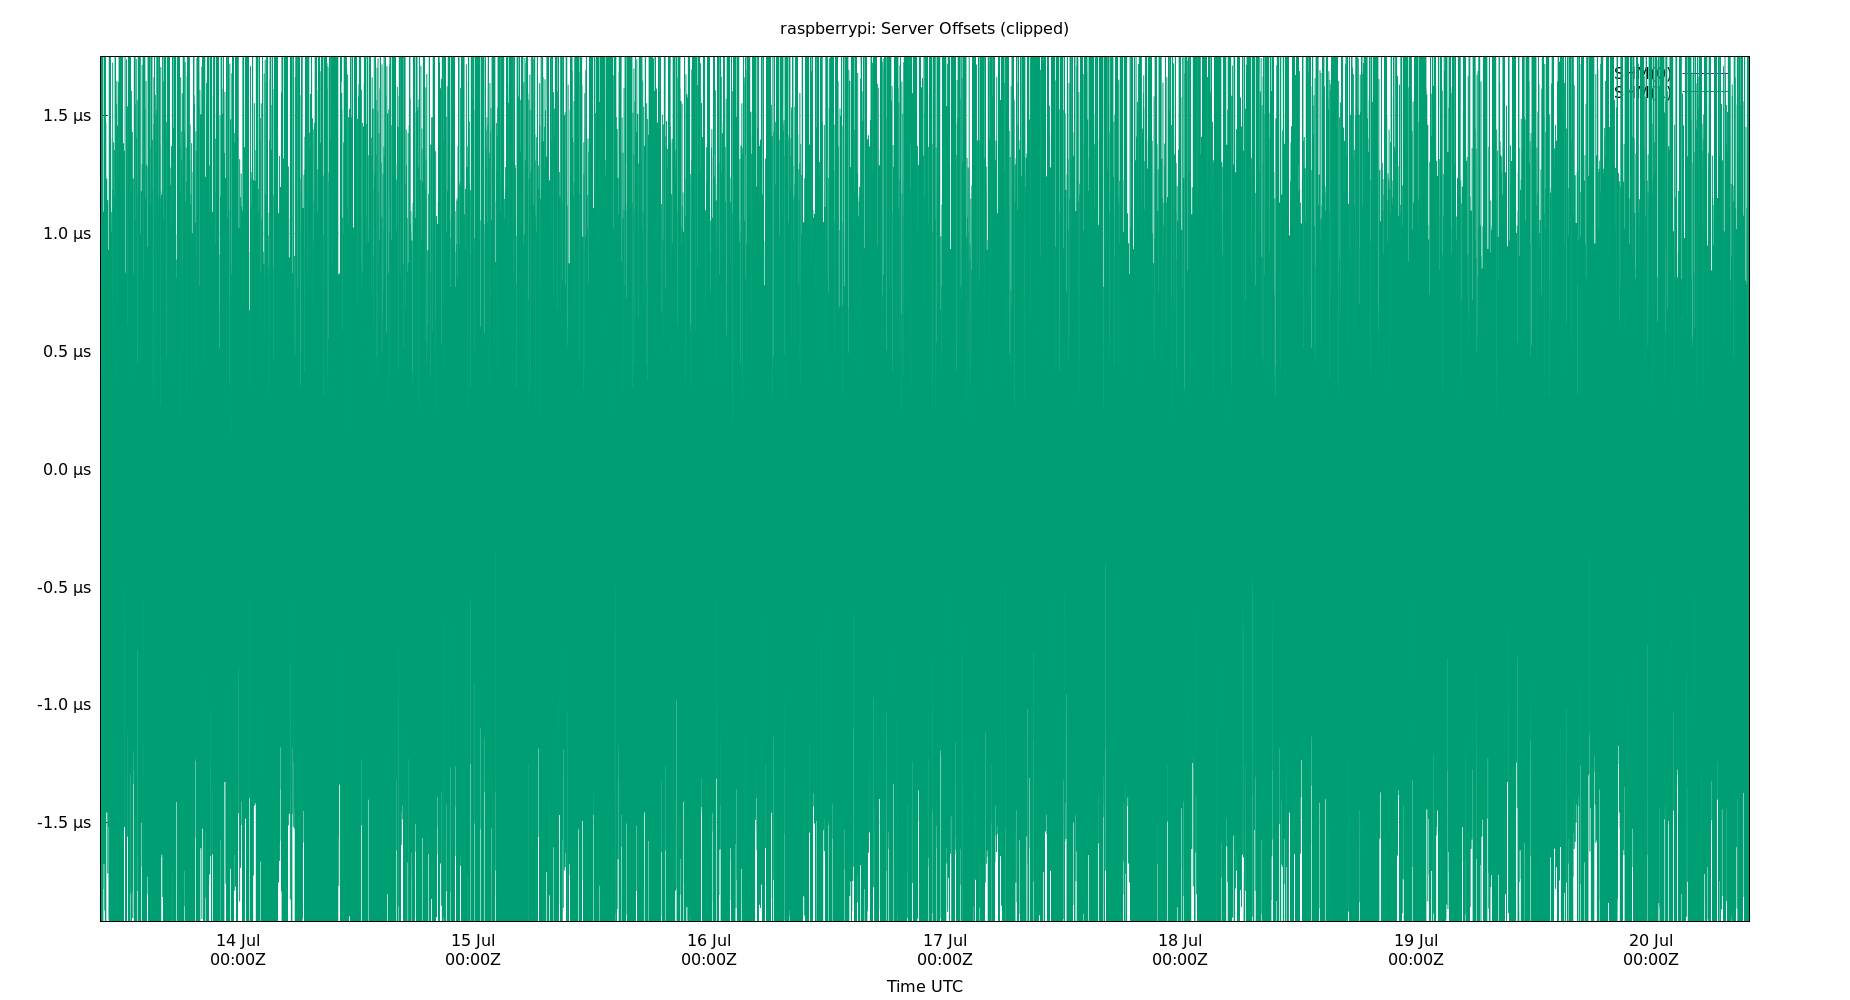 raspberrypi: Server Offsets (clipped)
1.5 µs
1.0 µs
0.5 µs
0.0 µs
-0.5 µs
-1.0 µs
-1.5 µs
14 Jul 15 Jul 16 Jul 17 Jul 18 Jul 19 Jul 20 Jul
00:00Z 00:00Z 00:00Z 00:00Z 00:00Z 00:00Z 00:00Z
Time UTC